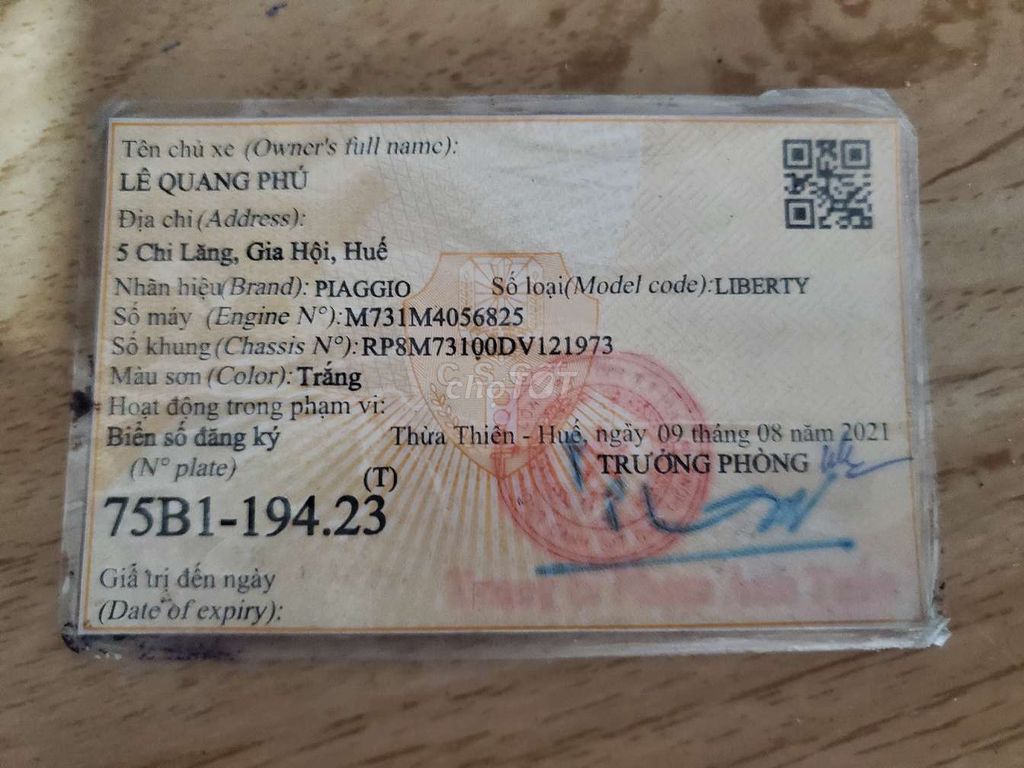 Tên chủ xe (Owner's full name):
LÊ QUANG PHÚ
Địa chỉ (Address):
5 Chi Lăng, Gia Hội, Huế
Nhãn hiệu (Brand): PIAGGIO Số loại (Model code): LIBERTY
Số máy (Engine N°): M731M4056825
Số khung (Chassis N°): RP8M73100DV121973
Màu sơn (Color): Trắng
CSGT
chợTỐT
Hoạt động trong phạm vi:
Biển số đăng ký Thừa Thiên - Huế, ngày 09 tháng 08 năm 2021
(N° plate) TRƯỞNG PHÒNG
(T)
75B1-194.23
Giá trị đến ngày
(Date of expiry):